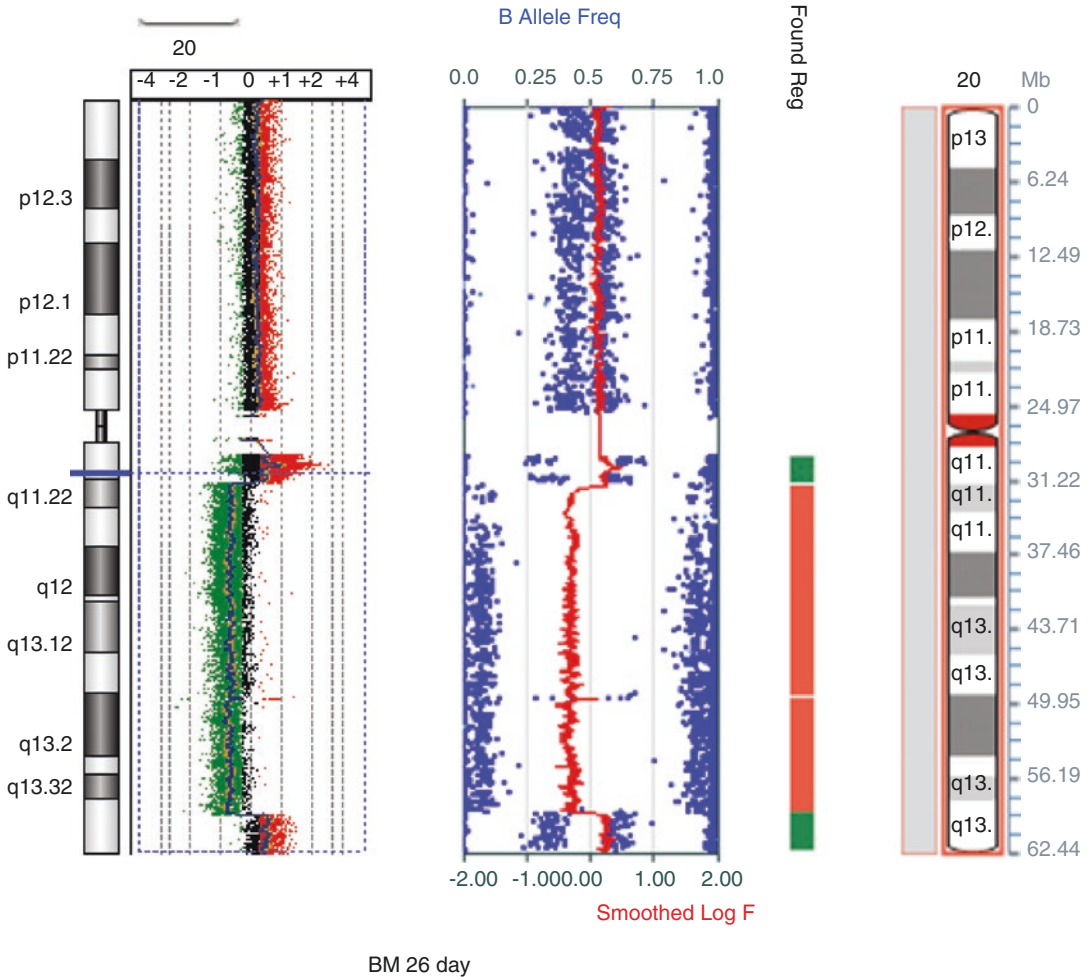 20
-4 -2 -1 0 +1 +2 +4
p12.3
p12.1
p11.22
q11.22
q12
q13.12
q13.2
q13.32
B Allele Freq
0.0 0.25 0.5 0.75 1.0
-2.00 -1.000.00 1.00 2.00
Smoothed Log F
Found Reg
20 Mb
p13
p12.
p11.
p11.
q11.
q11.
q11.
q13.
q13.
q13.
q13.
0
6.24
12.49
18.73
24.97
31.22
37.46
43.71
49.95
56.19
62.44
BM 26 day